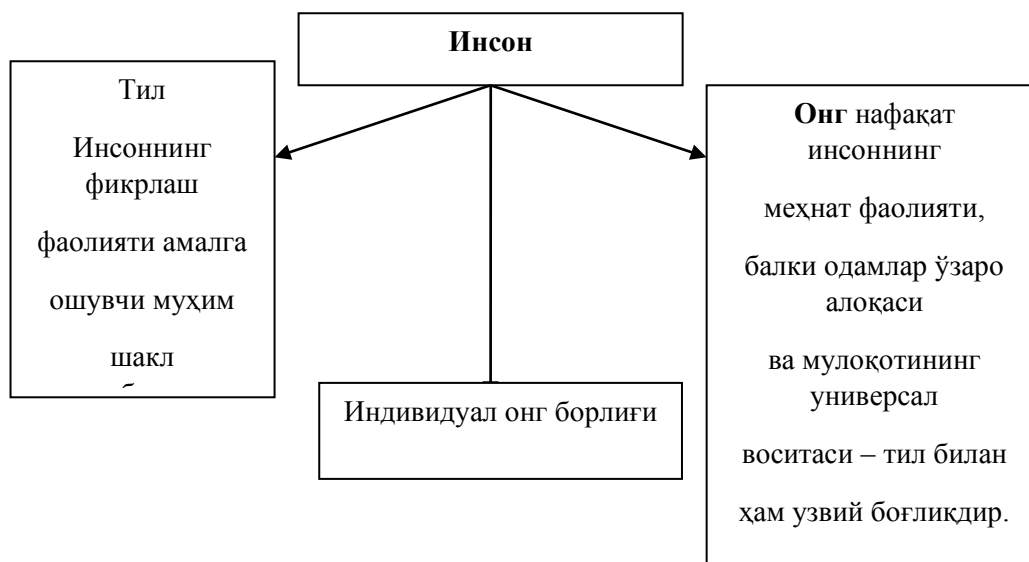 Инсон
Тил
Инсоннинг
фикрлаш
фаолияти амалга
ошувчи муҳим
шакл
Индивидуал онг борлиғи
Онг нафақат
инсоннинг
меҳнат фаолияти,
балки одамлар ўзаро
алоқаси
ва мулоқотининг
универсал
воситаси – тил билан
ҳам узвий боғлиқдир.